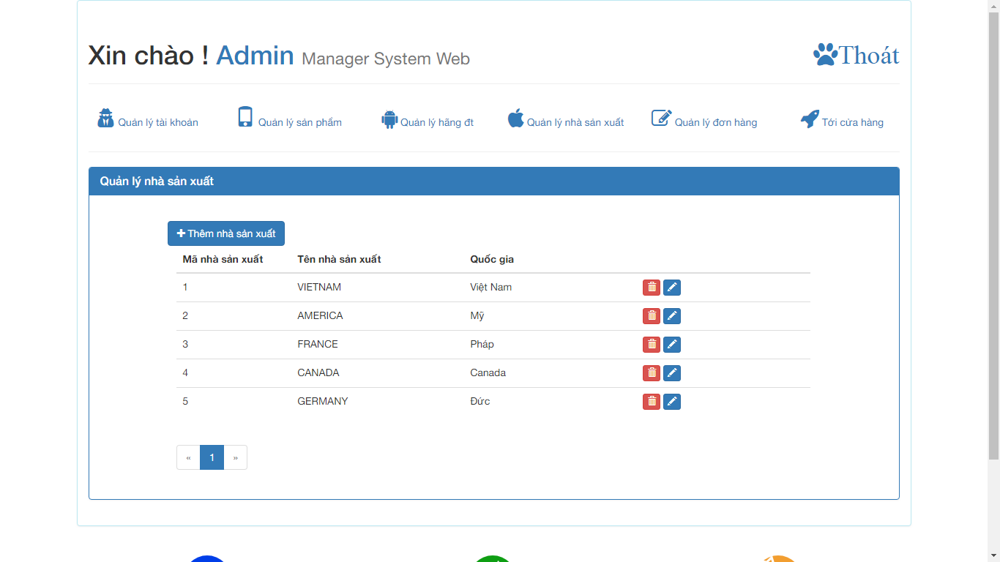 Xin chào ! Admin Manager System Web
Thoát
Quản lý tài khoản Quản lý sản phẩm Quản lý hãng đt Quản lý nhà sản xuất Quản lý đơn hàng Tới cửa hàng
Quản lý nhà sản xuất
Thêm nhà sản xuất
Mã nhà sản xuất Tên nhà sản xuất Quốc gia
1 VIETNAM Việt Nam
2 AMERICA Mỹ
3 FRANCE Pháp
4 CANADA Canada
5 GERMANY Đức
« 1 »